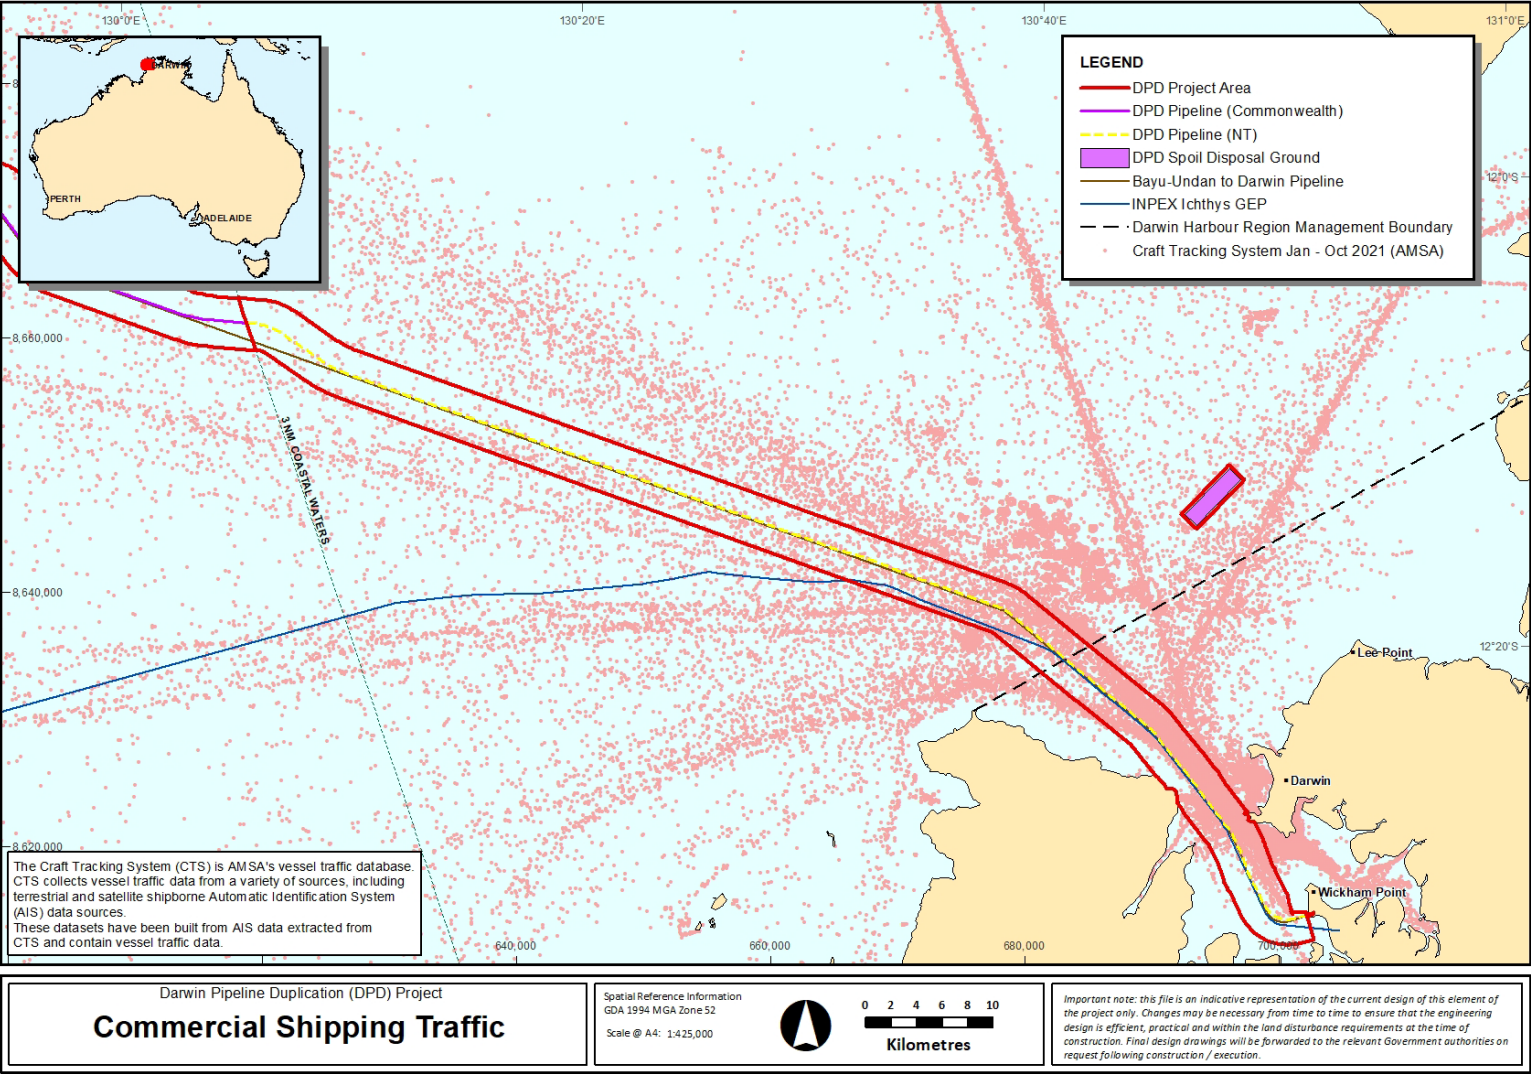 130°0'E
130°20'E
130°40'E
131°0'E
DARWIN
PERTH
ADELAIDE
LEGEND
DPD Project Area
DPD Pipeline (Commonwealth)
DPD Pipeline (NT)
DPD Spoil Disposal Ground
Bayu-Undan to Darwin Pipeline
INPEX Ichthys GEP
Darwin Harbour Region Management Boundary
Craft Tracking System Jan - Oct 2021 (AMSA)
12°0'S
8,660,000
3NM COASTAL WATERS
8,640,000
12°20'S
Lee Point
Darwin
8,620,000
Wickham Point
The Craft Tracking System (CTS) is AMSA's vessel traffic database.
CTS collects vessel traffic data from a variety of sources, including
terrestrial and satellite shipborne Automatic Identification System
(AIS) data sources.
These datasets have been built from AIS data extracted from
CTS and contain vessel traffic data.
640,000
660,000
680,000
700,000
Darwin Pipeline Duplication (DPD) Project
Commercial Shipping Traffic
Spatial Reference Information
GDA 1994 MGA Zone 52
Scale @ A4: 1:425,000
0 2 4 6 8 10
Kilometres
Important note: this file is an indicative representation of the current design of this element of
the project only. Changes may be necessary from time to time to ensure that the engineering
design is efficient, practical and within the land disturbance requirements at the time of
construction. Final design drawings will be forwarded to the relevant Government authorities on
request following construction / execution.